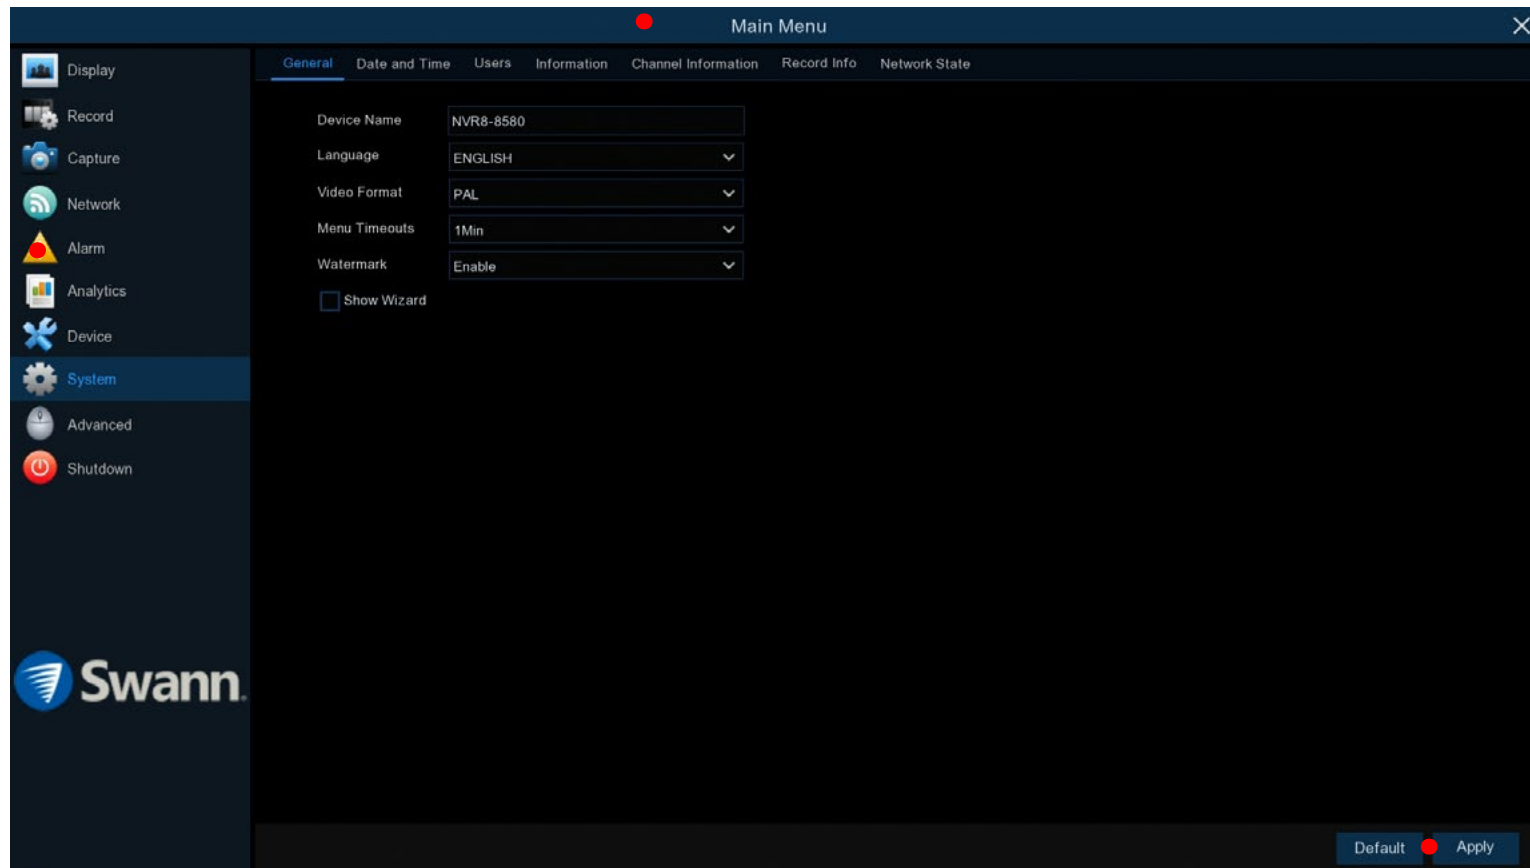 Main Menu
Display
Record
Capture
Network
Alarm
Analytics
Device
System
Advanced
Shutdown
Swann
General Date and Time Users Information Channel Information Record Info Network State
Device Name NVR8-8580
Language ENGLISH
Video Format PAL
Menu Timeouts 1Min
Watermark Enable
Show Wizard
Default Apply